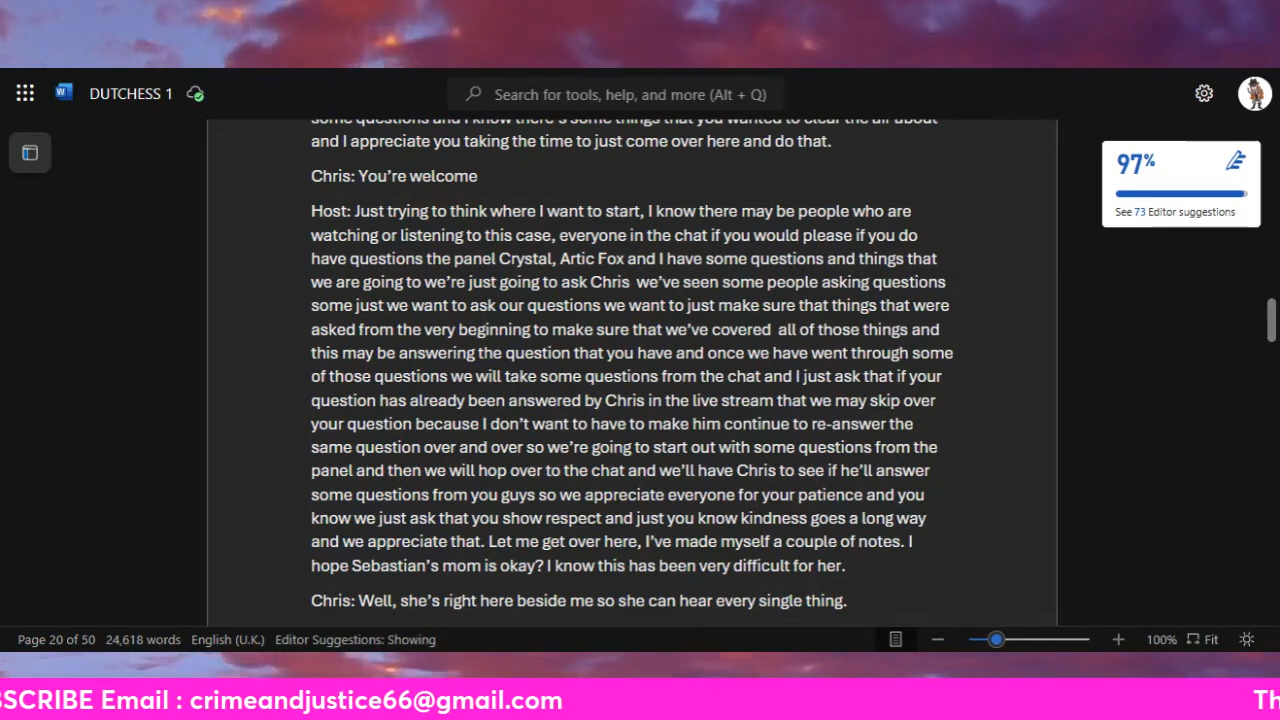 DUTCHESS 1
Search for tools, help, and more (Alt + Q)
some questions and I know there's some things that you wanted to clear the air about
and I appreciate you taking the time to just come over here and do that.
97%
See 73 Editor suggestions
Chris: You're welcome
Host: Just trying to think where I want to start, I know there may be people who are
watching or listening to this case, everyone in the chat if you would please if you do
have questions the panel Crystal, Artic Fox and I have some questions and things that
we are going to we're just going to ask Chris  we've seen some people asking questions
some just we want to ask our questions we want to just make sure that things that were
asked from the very beginning to make sure that we've covered  all of those things and
this may be answering the question that you have and once we have went through some
of those questions we will take some questions from the chat and I just ask that if your
question has already been answered by Chris in the live stream that we may skip over
your question because I don't want to have to make him continue to re-answer the
same question over and over so we're going to start out with some questions from the
panel and then we will hop over to the chat and we'll have Chris to see if he'll answer
some questions from you guys so we appreciate everyone for your patience and you
know we just ask that you show respect and just you know kindness goes a long way
and we appreciate that. Let me get over here, I've made myself a couple of notes. I
hope Sebastian's mom is okay? I know this has been very difficult for her.
Chris: Well, she's right here beside me so she can hear every single thing.
Page 20 of 50 24,618 words English (U.K.) Editor Suggestions: Showing 100% Fit
BSCRIBE Email : crimeandjustice66@gmail.com Th